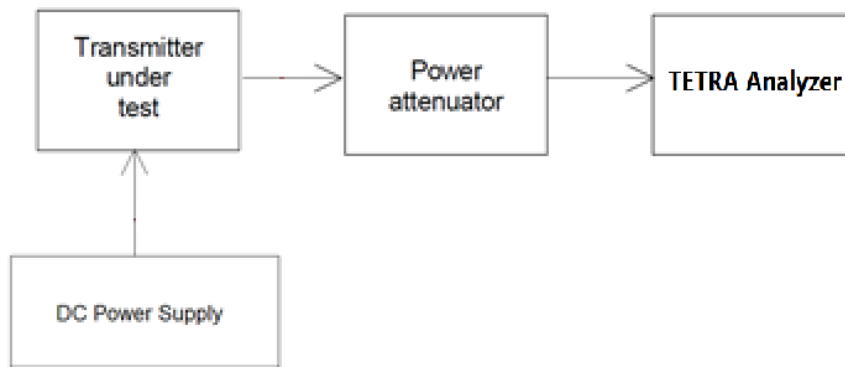 Transmitter
under
test
Power
attenuator
TETRA Analyzer
DC Power Supply